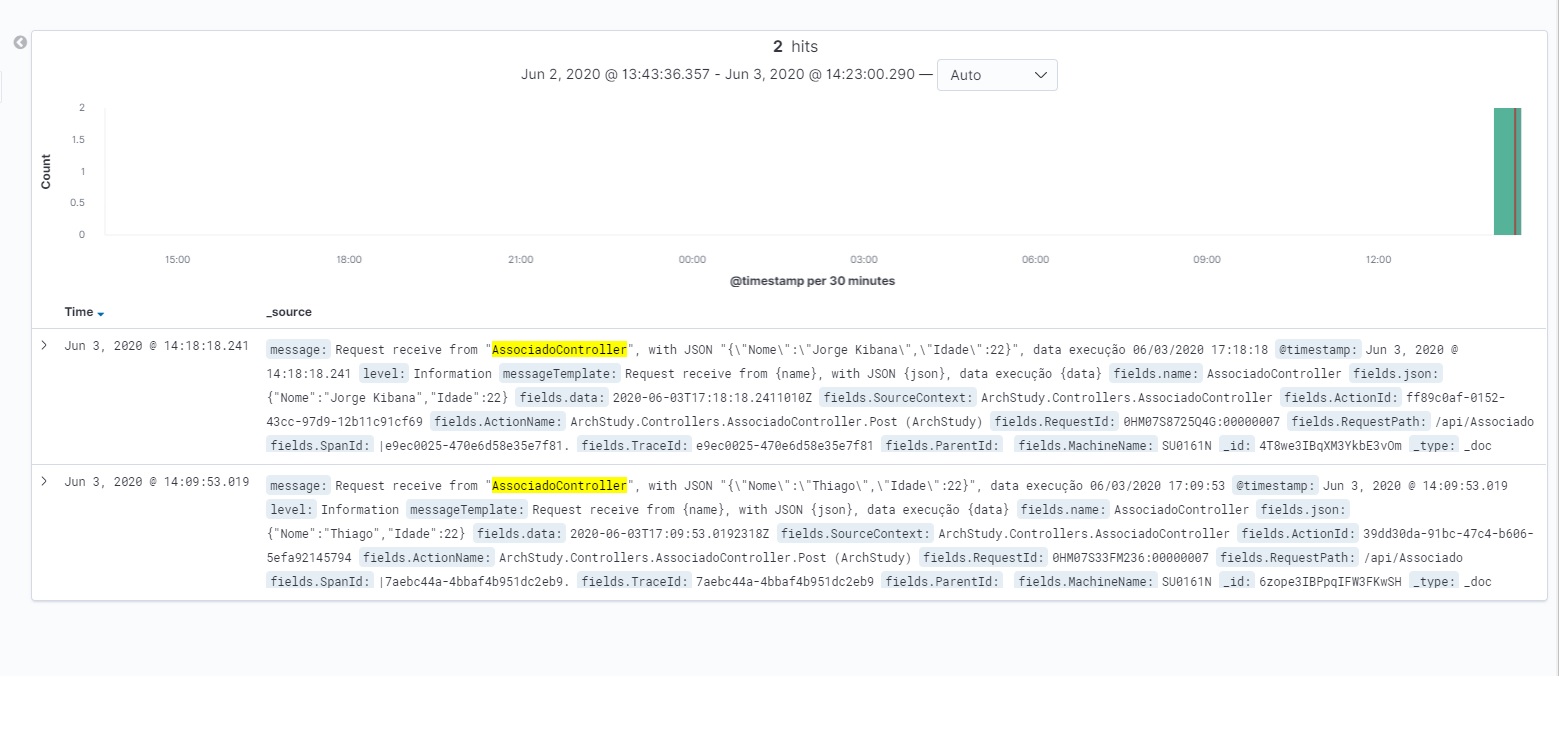 2 hits
Jun 2, 2020 @ 13:43:36.357 - Jun 3, 2020 @ 14:23:00.290 — Auto
2
1.5
1
0.5
0
Count
15:00 18:00 21:00 00:00 03:00 06:00 09:00 12:00
@timestamp per 30 minutes
Time _source
Jun 3, 2020 @ 14:18:18.241 message: Request receive from "AssociadoController", with JSON "{\"Nome\":\"Jorge Kibana\",\"Idade\":22}", data execução 06/03/2020 17:18:18 @timestamp: Jun 3, 2020 @
14:18:18.241 level: Information messageTemplate: Request receive from {name}, with JSON {json}, data execução {data} fields.name: AssociadoController fields.json:
{"Nome":"Jorge Kibana","Idade":22} fields.data: 2020-06-03T17:18:18.2411010Z fields.SourceContext: ArchStudy.Controllers.AssociadoController fields.ActionId: ff89c0af-0152-
43cc-97d9-12b11c91cf69 fields.ActionName: ArchStudy.Controllers.AssociadoController.Post (ArchStudy) fields.RequestId: 0HM07S8725Q4G:00000007 fields.RequestPath: /api/Associado
fields.SpanId: |e9ec0025-470e6d58e35e7f81. fields.TraceId: e9ec0025-470e6d58e35e7f81 fields.ParentId: fields.MachineName: SU0161N _id: 4T8we3IBqXM3YkbE3vOm _type: _doc
Jun 3, 2020 @ 14:09:53.019 message: Request receive from "AssociadoController", with JSON "{\"Nome\":\"Thiago\",\"Idade\":22}", data execução 06/03/2020 17:09:53 @timestamp: Jun 3, 2020 @ 14:09:53.019
level: Information messageTemplate: Request receive from {name}, with JSON {json}, data execução {data} fields.name: AssociadoController fields.json:
{"Nome":"Thiago","Idade":22} fields.data: 2020-06-03T17:09:53.0192318Z fields.SourceContext: ArchStudy.Controllers.AssociadoController fields.ActionId: 39dd30da-91bc-47c4-b606-
5efa92145794 fields.ActionName: ArchStudy.Controllers.AssociadoController.Post (ArchStudy) fields.RequestId: 0HM07S33FM236:00000007 fields.RequestPath: /api/Associado
fields.SpanId: |7aebc44a-4bbaf4b951dc2eb9. fields.TraceId: 7aebc44a-4bbaf4b951dc2eb9 fields.ParentId: fields.MachineName: SU0161N _id: 6zope3IBPpqIFW3FKwSH _type: _doc